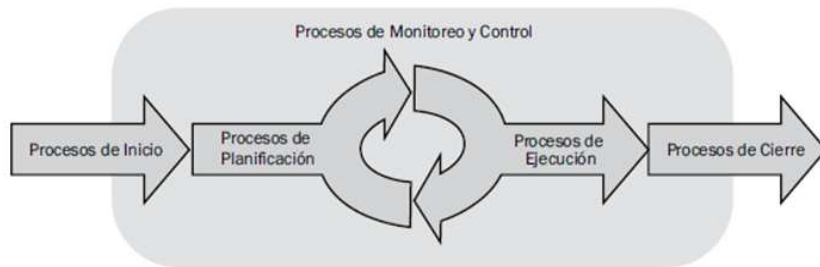 Procesos de Monitoreo y Control
Procesos de Inicio
Procesos de
Planificación
Procesos de
Ejecución
Procesos de Cierre